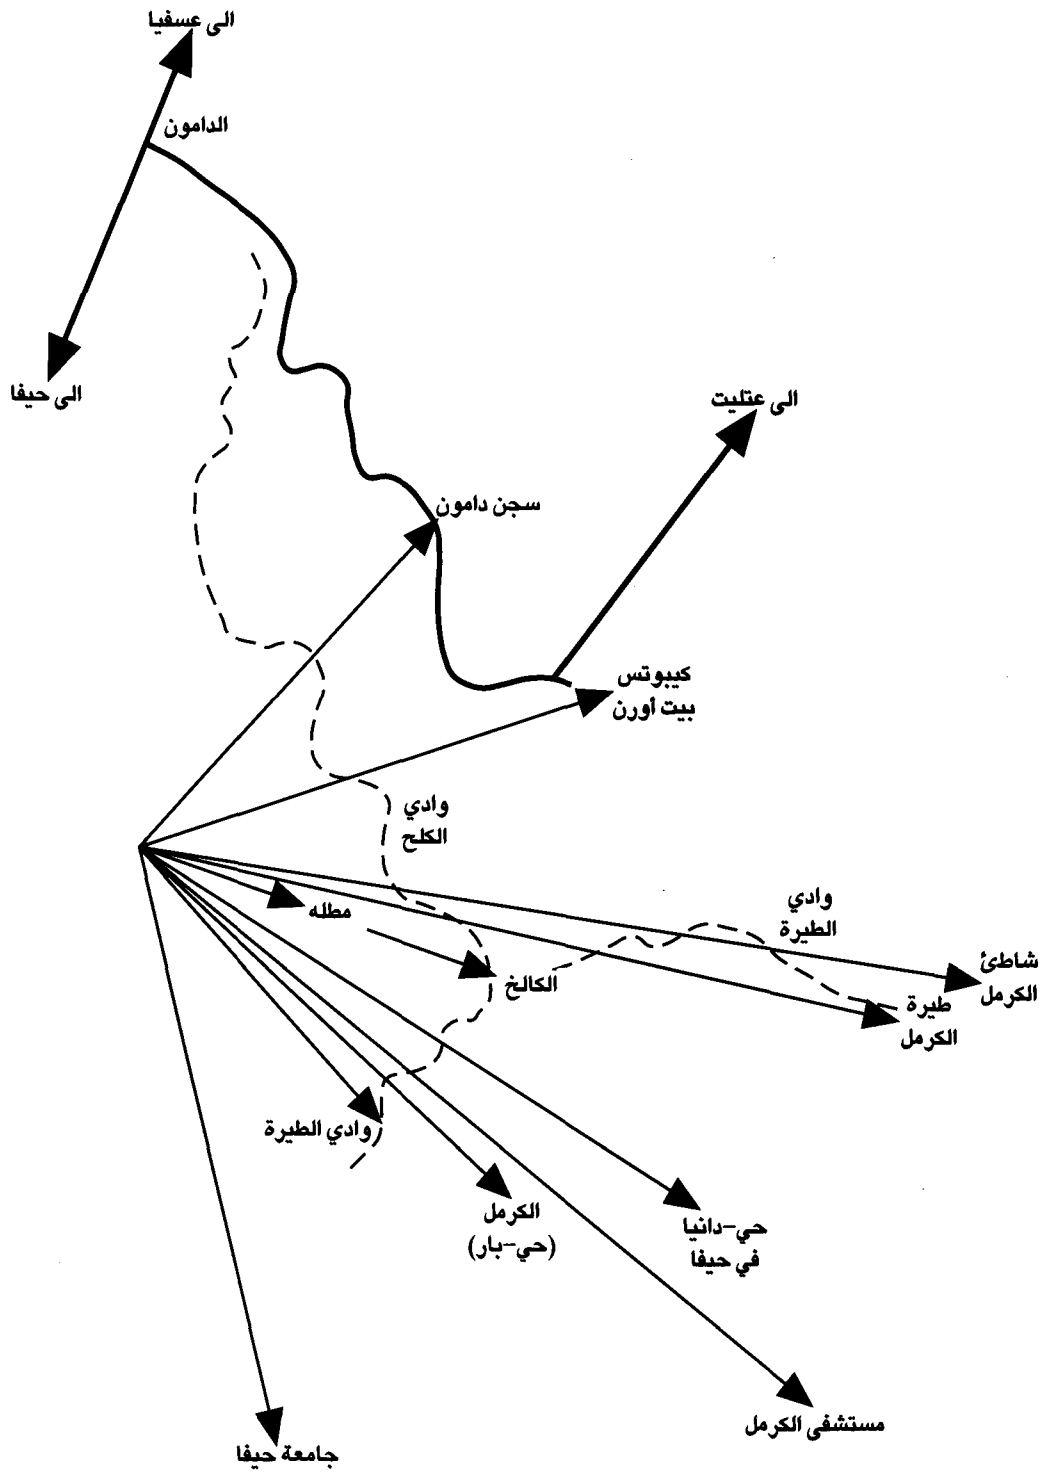 الى عسفيا
الدامون
الى حيفا
الى عتليت
سجن دامون
كيبوتس
بيت أورن
وادي
الكلح
مطله
وادي
الطيرة
شاطئ
الكرمل
الكالخ
طيرة
الكرمل
وادي الطيرة
الكرمل
(حي-بار)
حي-دانيا
في حيفا
مستشفى الكرمل
جامعة حيفا